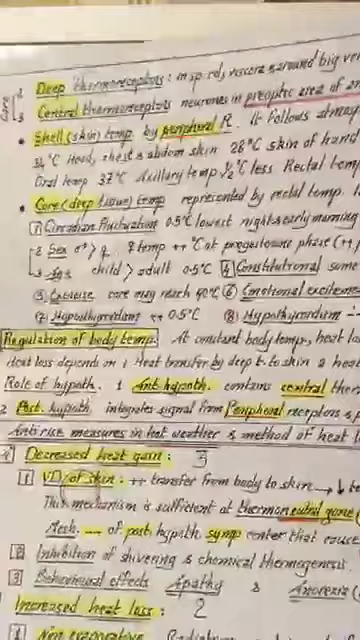 2 Deep thermoreceptors: in sp. cd, viscera & around big ve
Core 3 Central thermoreceptors neurones in preoptic area of an
• Shell (skin) temp by peripheral R. It follows atmosp
34°C Head, chest & abdom skin 28°C skin of hand
Oral temp 37°C Axillary temp ½°C less Rectal temp
• Core (deep tissue) temp represented by rectal temp.
1 Circadian fluctuation 0.5°C lowest night & early morning
2 Sex ♂ > ♀ ♀ temp ++ °C at progesterone phase (++
3 Age child > adult 0.5°C 4 Constitutional some
5 Exercise core may reach 40°C 6 Emotional excitemen
7 Hyperthyroidism ++ 0.5°C 8 Hypothyroidism --
Regulation of body temp. At constant body temp, heat los
Heat loss depends on 1 Heat transfer by deep t. to skin 2 heat
Role of hypoth. 1 Ant. hypoth. contains central ther
2 Post. hypoth integrates signal from Peripheral receptors &
Anti rise measures in hot weather & method of heat l
Decreased heat gain: 3
1 VD of skin: ++ transfer from body to skin → ↓ te
This mechanism is sufficient at thermoneutral zone
Mech. --- of post hypoth symp center that cause
2 Inhibition of shivering & chemical thermogenesis.
3 Behavioural effects Apathy & Anorexia
Increased heat loss: 2
1 Non evaporative